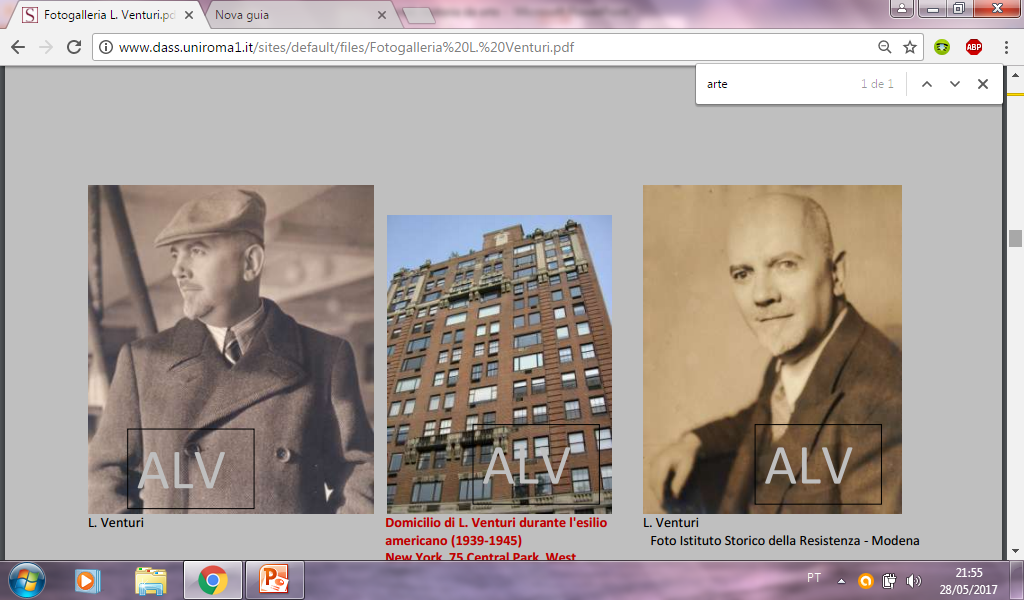 Fotogalleria L. Venturi.pd
Nova guia
www.dass.uniroma1.it/sites/default/files/Fotogalleria%20L.%20Venturi.pdf
ABP
arte
1 de 1
ALV
ALV
ALV
L. Venturi
Domicilio di L. Venturi durante l'esilio
americano (1939-1945)
New York, 75 Central Park, West
L. Venturi
Foto Istituto Storico della Resistenza - Modena
PT
21:55
28/05/2017